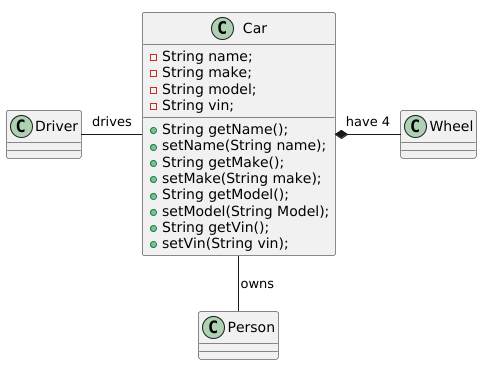 C Car
String name;
String make;
String model;
String vin;
String getName();
setName(String name);
String getMake();
setMake(String make);
String getModel();
setModel(String Model);
String getVin();
setVin(String vin);
C Driver
drives
have 4
C Wheel
owns
C Person